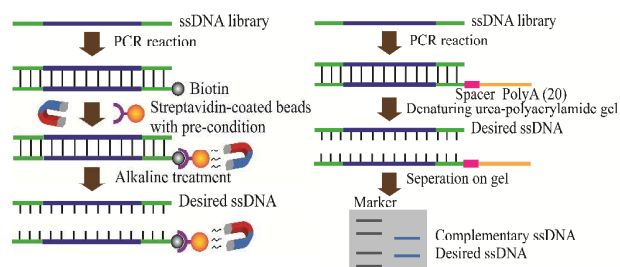 ssDNA library
PCR reaction
Biotin
Streptavidin-coated beads
with pre-condition
Alkaline treatment
Desired ssDNA
ssDNA library
PCR reaction
Spacer PolyA (20)
Denaturing urea-polyacrylamide gel
Desired ssDNA
Seperation on gel
Marker
Complementary ssDNA
Desired ssDNA